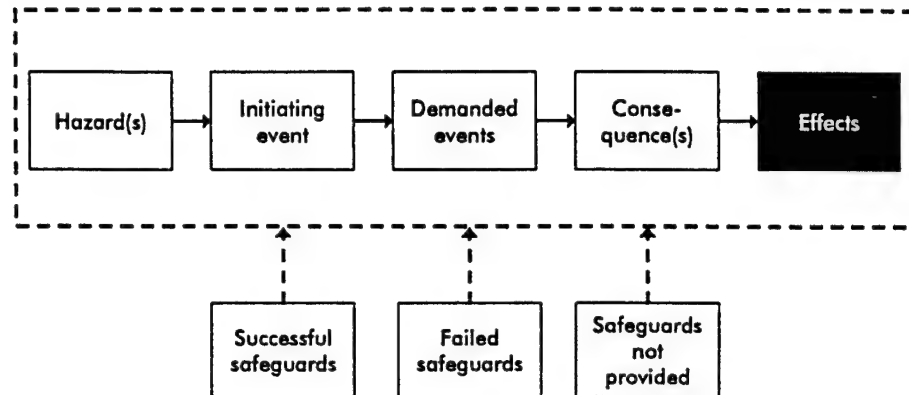 Hazard(s)
Initiating
event
Demanded
events
Conse-
quence(s)
Effects
Successful
safeguards
Failed
safeguards
Safeguards
not
provided